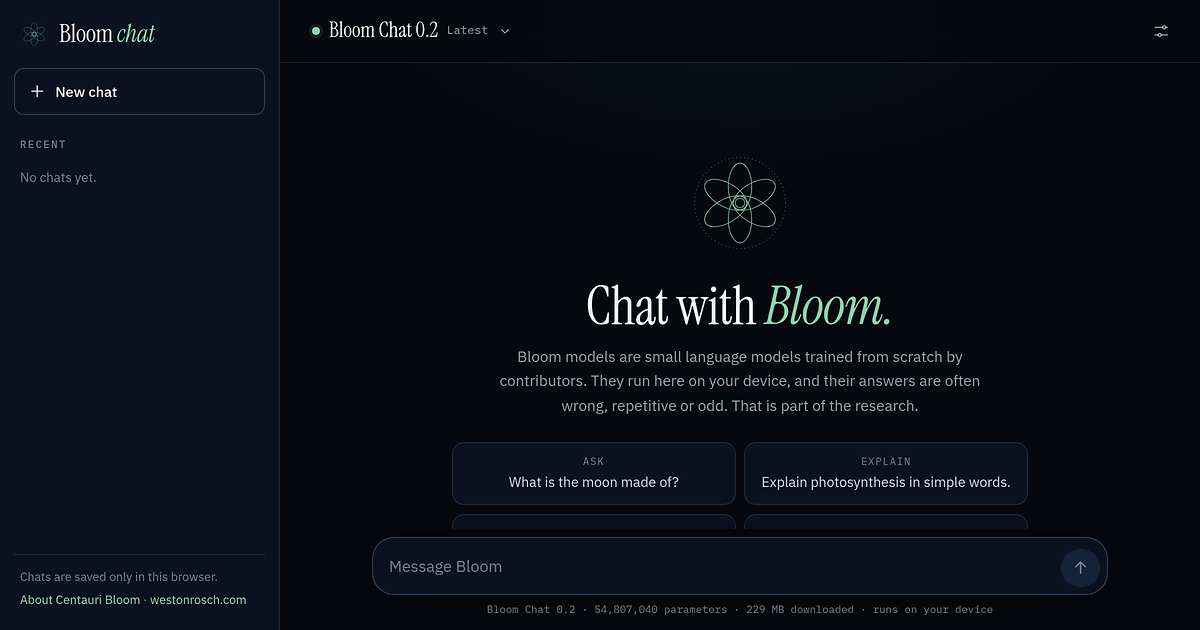 Bloom chat
New chat
RECENT
No chats yet.
Chats are saved only in this browser.
About Centauri Bloom · westonrosch.com
Bloom Chat 0.2 Latest
Chat with Bloom.
Bloom models are small language models trained from scratch by
contributors. They run here on your device, and their answers are often
wrong, repetitive or odd. That is part of the research.
ASK
What is the moon made of?
EXPLAIN
Explain photosynthesis in simple words.
Message Bloom
Bloom Chat 0.2 · 54,807,040 parameters · 229 MB downloaded · runs on your device